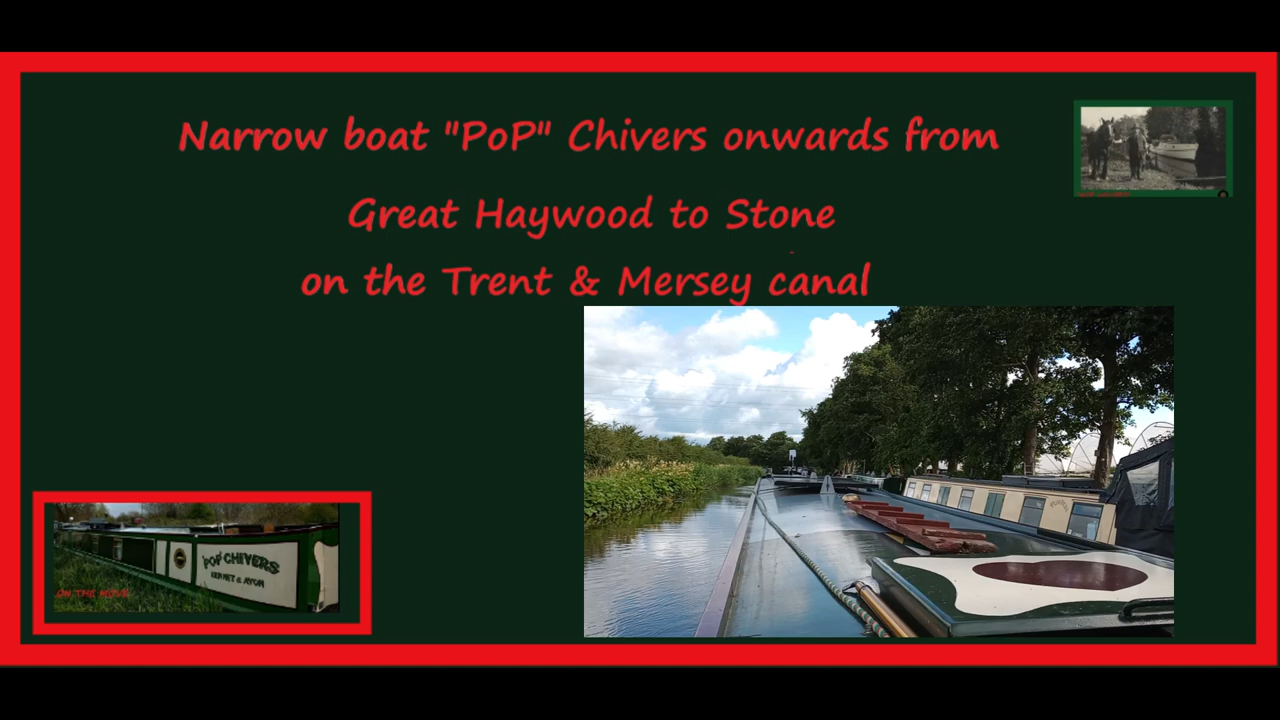 Narrow boat "PoP" Chivers onwards from
Great Haywood to Stone
on the Trent & Mersey canal
'POP' CHIVERS
KENNET & AVON
ON THE MOVE